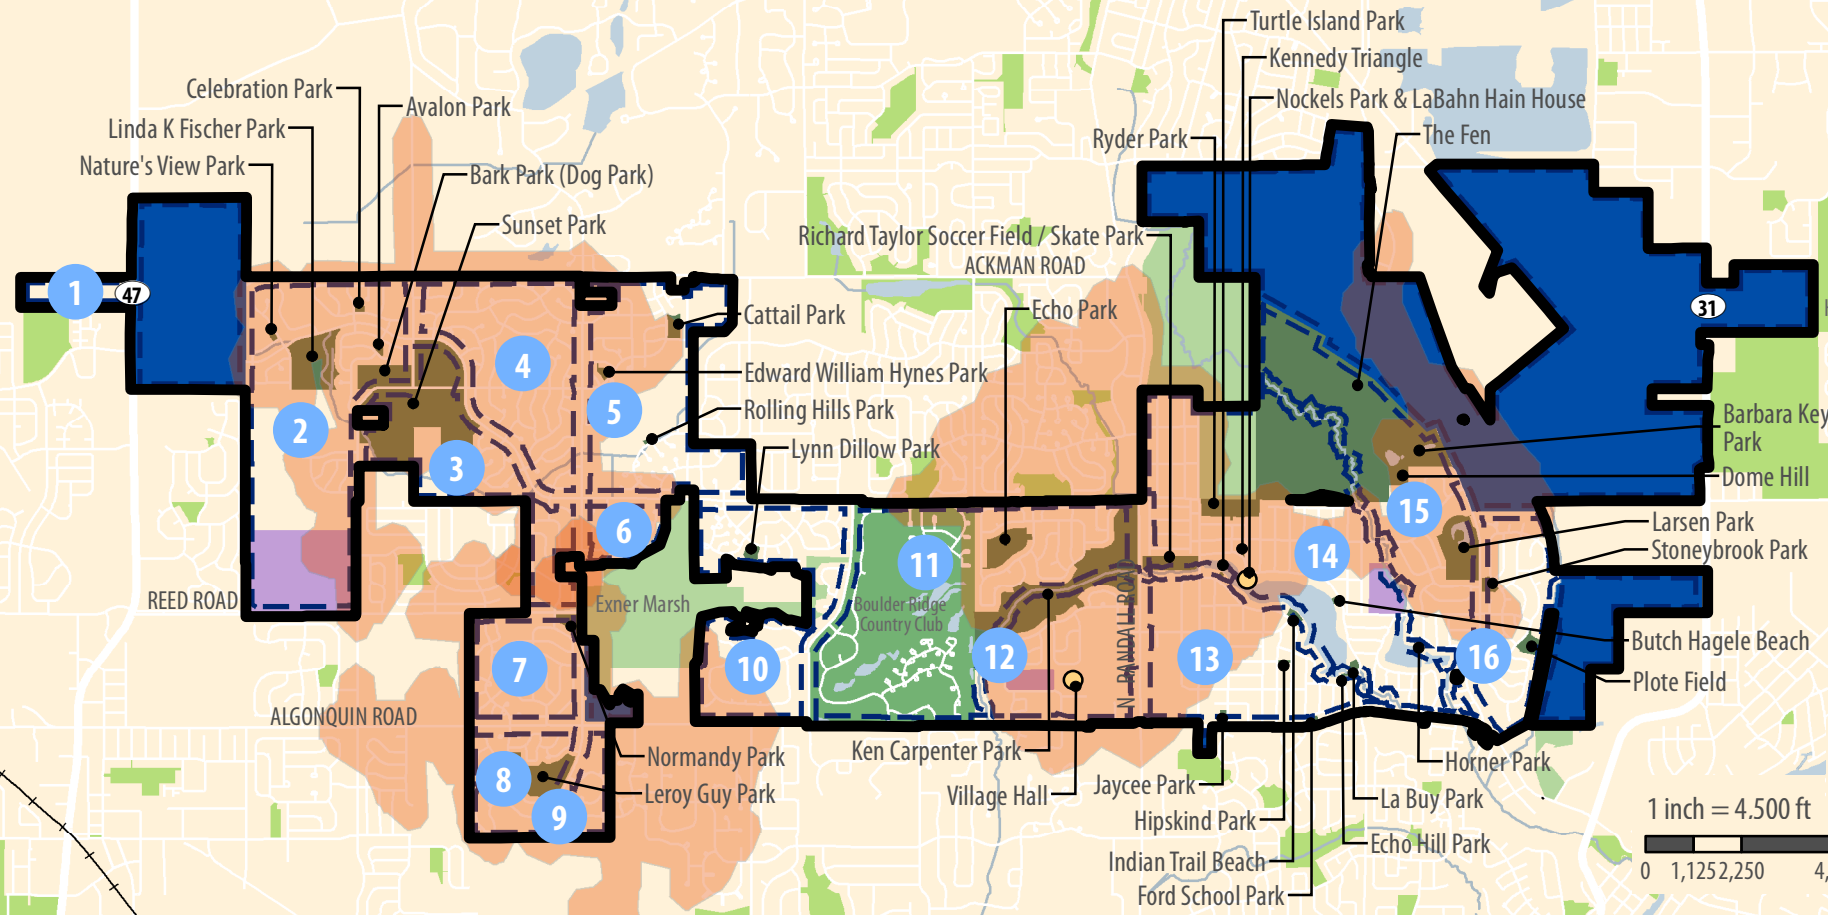 Turtle Island Park
Kennedy Triangle
Celebration Park
Avalon Park
Nockels Park & LaBahn Hain House
Linda K Fischer Park
Ryder Park
The Fen
Nature's View Park
Bark Park (Dog Park)
Sunset Park
Richard Taylor Soccer Field / Skate Park
ACKMAN ROAD
1
47
31
Cattail Park
Echo Park
4
Edward William Hynes Park
5
Rolling Hills Park
2
Barbara Key
Park
Lynn Dillow Park
3
Dome Hill
15
6
Larsen Park
Stoneybrook Park
14
11
REED ROAD
Exner Marsh
Boulder Ridge
Country Club
N. RANDALL ROAD
Butch Hagele Beach
7
10
12
13
16
Plote Field
ALGONQUIN ROAD
Normandy Park
Ken Carpenter Park
Horner Park
8
Leroy Guy Park
Village Hall
Jaycee Park
La Buy Park
9
Hipskind Park
1 inch = 4,500 ft
Echo Hill Park
Indian Trail Beach
0 1,125 2,250 4,
Ford School Park